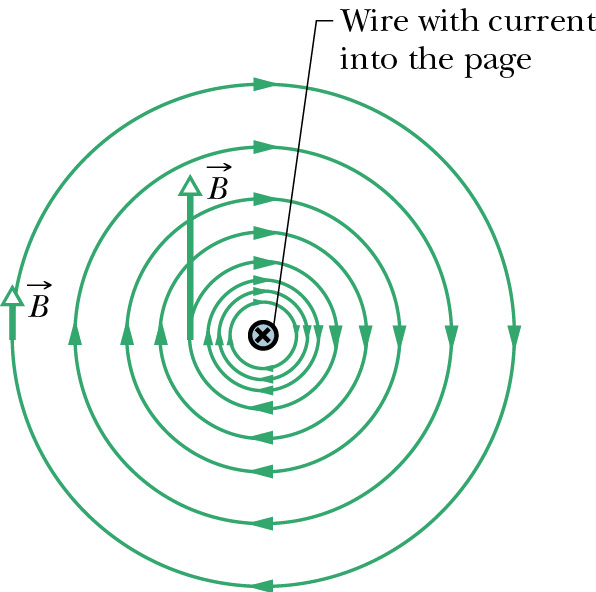 Wire with current
into the page
B
B